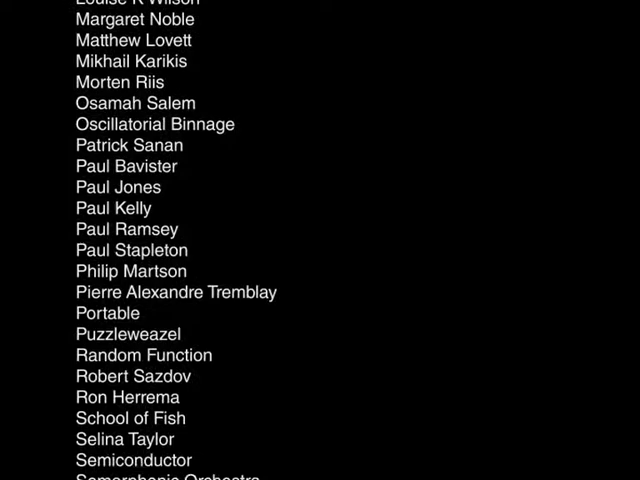 Louise K Wilson
Margaret Noble
Matthew Lovett
Mikhail Karikis
Morten Riis
Osamah Salem
Oscillatorial Binnage
Patrick Sanan
Paul Bavister
Paul Jones
Paul Kelly
Paul Ramsey
Paul Stapleton
Philip Martson
Pierre Alexandre Tremblay
Portable
Puzzleweazel
Random Function
Robert Sazdov
Ron Herrema
School of Fish
Selina Taylor
Semiconductor
Orchestra